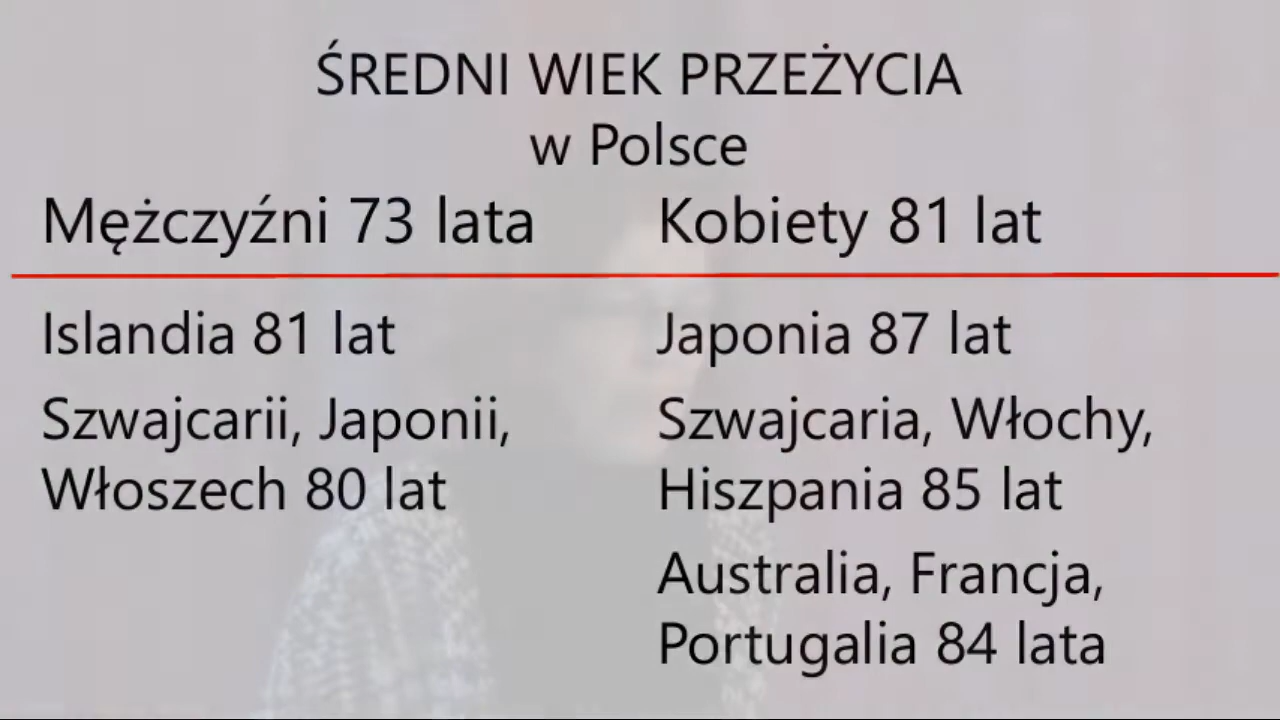 ŚREDNI WIEK PRZEŻYCIA
w Polsce
Mężczyźni 73 lata
Kobiety 81 lat
Islandia 81 lat
Szwajcarii, Japonii,
Włoszech 80 lat
Japonia 87 lat
Szwajcaria, Włochy,
Hiszpania 85 lat
Australia, Francja,
Portugalia 84 lata